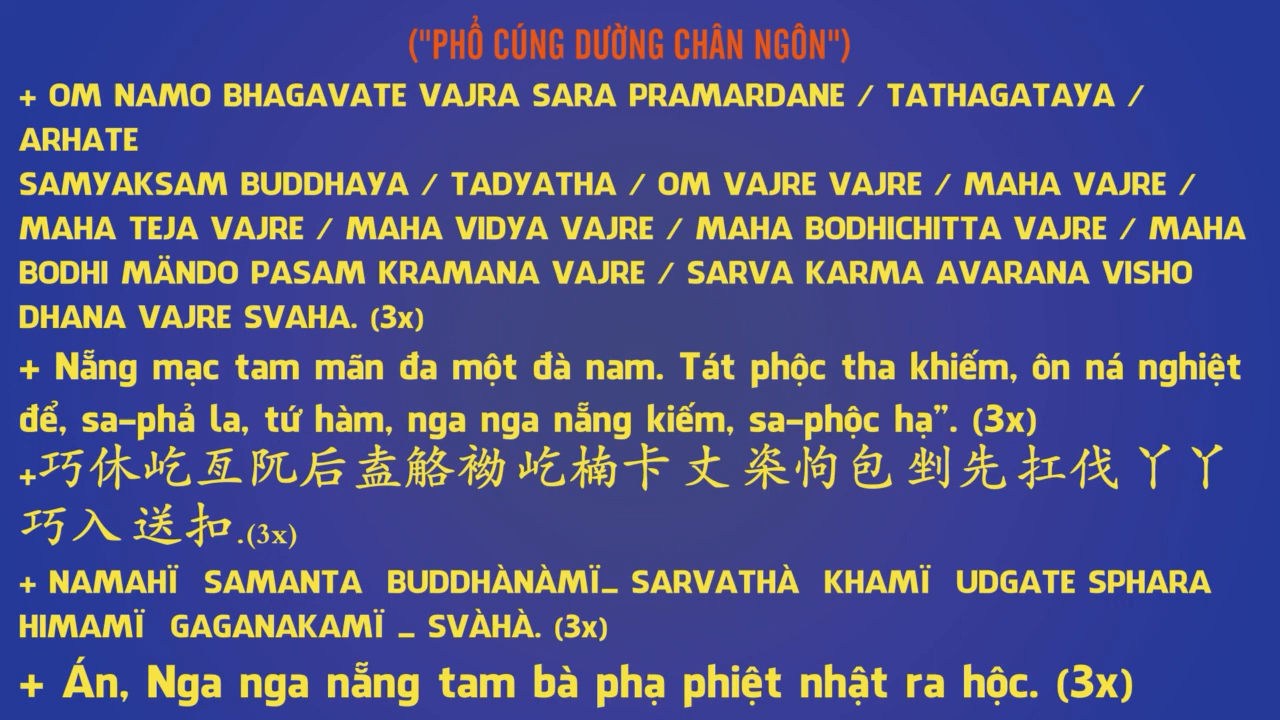 ("PHỔ CÚNG DƯỜNG CHÂN NGÔN")
+ OM NAMO BHAGAVATE VAJRA SARA PRAMARDANE / TATHAGATAYA /
ARHATE
SAMYAKSAM BUDDHAYA / TADYATHA / OM VAJRE VAJRE / MAHA VAJRE /
MAHA TEJA VAJRE / MAHA VIDYA VAJRE / MAHA BODHICHITTA VAJRE / MAHA
BODHI MÄNDO PASAM KRAMANA VAJRE / SARVA KARMA AVARANA VISHO
DHANA VAJRE SVAHA. (3x)
+ Nẵng mạc tam mãn đa một đà nam. Tát phộc tha khiếm, ôn ná nghiệt
để, sa-phả la, tứ hàm, nga nga nẵng kiếm, sa-phộc hạ”. (3x)
+巧休屹亙阢后盍觡袎屹楠卡丈 栥怐包 剉先扛伐 丫丫
巧入送扣.(3x)
+ NAMAHÏ SAMANTA BUDDHÀNÀMÏ_ SARVATHÀ KHAMÏ UDGATE SPHARA
HIMAMÏ GAGANAKAMÏ _ SVÀHÀ. (3x)
+ Án, Nga nga nẵng tam bà phạ phiệt nhật ra hộc. (3x)